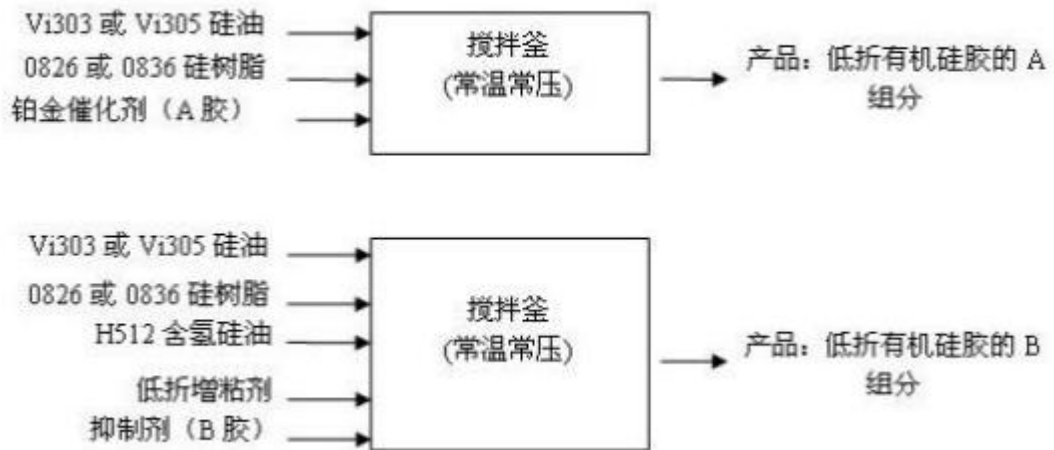 Vi303 或 Vi305 硅油
0826 或 0836 硅树脂
铂金催化剂（A 胶）
搅拌釜
(常温常压)
产品：低折有机硅胶的 A
组分
Vi303 或 Vi305 硅油
0826 或 0836 硅树脂
H512 含氢硅油
低折增粘剂
抑制剂（B 胶）
搅拌釜
(常温常压)
产品：低折有机硅胶的 B
组分